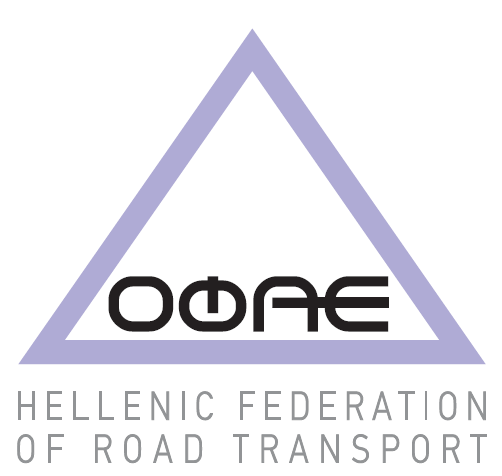 ΟΦΑΕ
HELLENIC FEDERATION
OF ROAD TRANSPORT